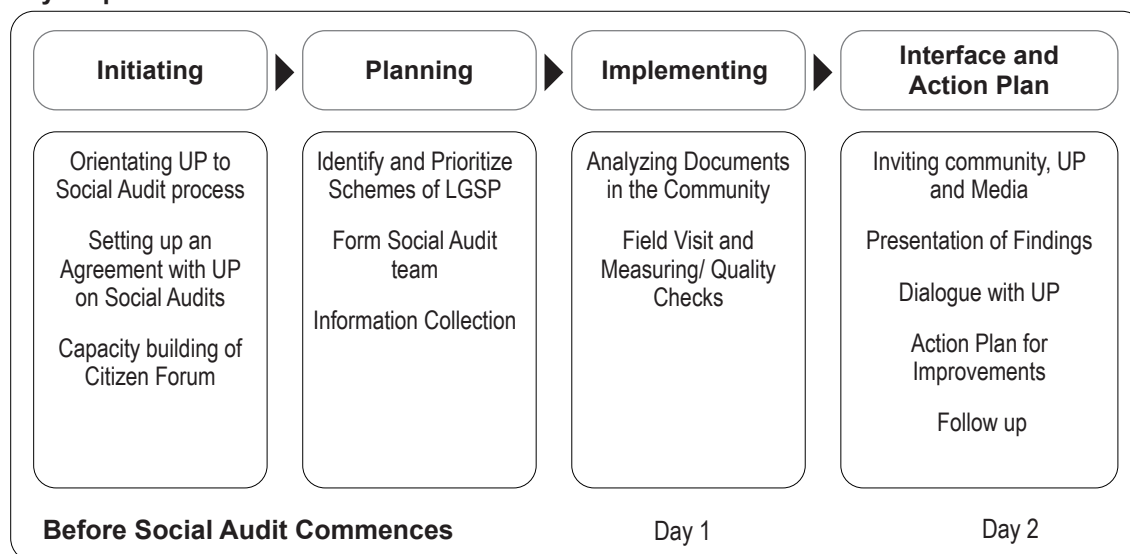 Initiating
Planning
Implementing
Interface and
Action Plan
Orientating UP to
Social Audit process
Setting up an
Agreement with UP
on Social Audits
Capacity building of
Citizen Forum
Identify and Prioritize
Schemes of LGSP
Form Social Audit
team
Information Collection
Analyzing Documents
in the Community
Field Visit and
Measuring/ Quality
Checks
Inviting community, UP
and Media
Presentation of Findings
Dialogue with UP
Action Plan for
Improvements
Follow up
Before Social Audit Commences
Day 1
Day 2